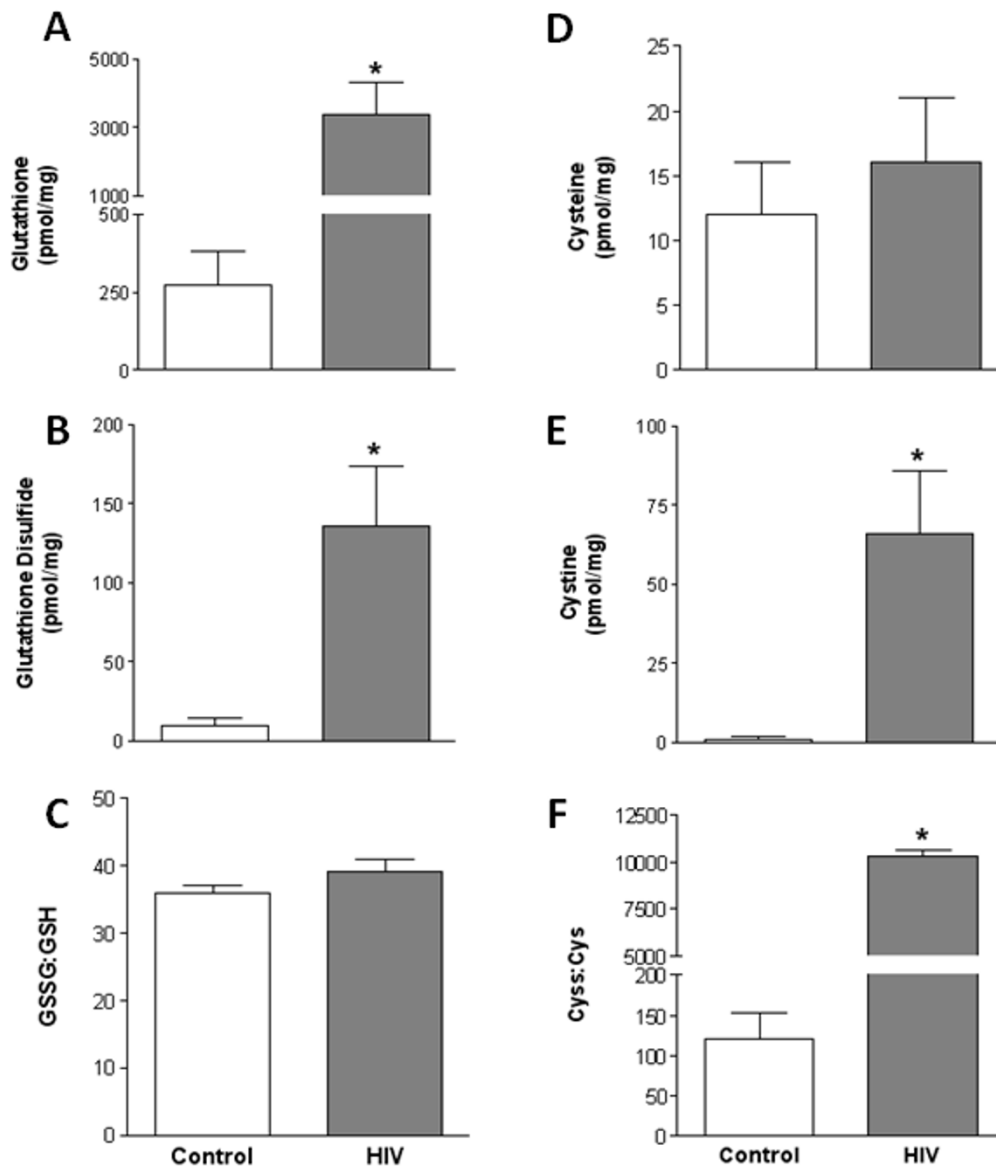 A
Glutathione
(pmol/mg)
5000
3000
1000
500
250
0
*
B
Glutathione Disulfide
(pmol/mg)
200
150
100
50
0
*
C
GSSG:GSH
50
40
30
20
10
0
Control
HIV
D
Cysteine
(pmol/mg)
25
20
15
10
5
0
E
Cystine
(pmol/mg)
100
75
50
25
0
*
F
Cyss:Cys
12500
10000
7500
5000
200
150
100
50
0
*
Control
HIV